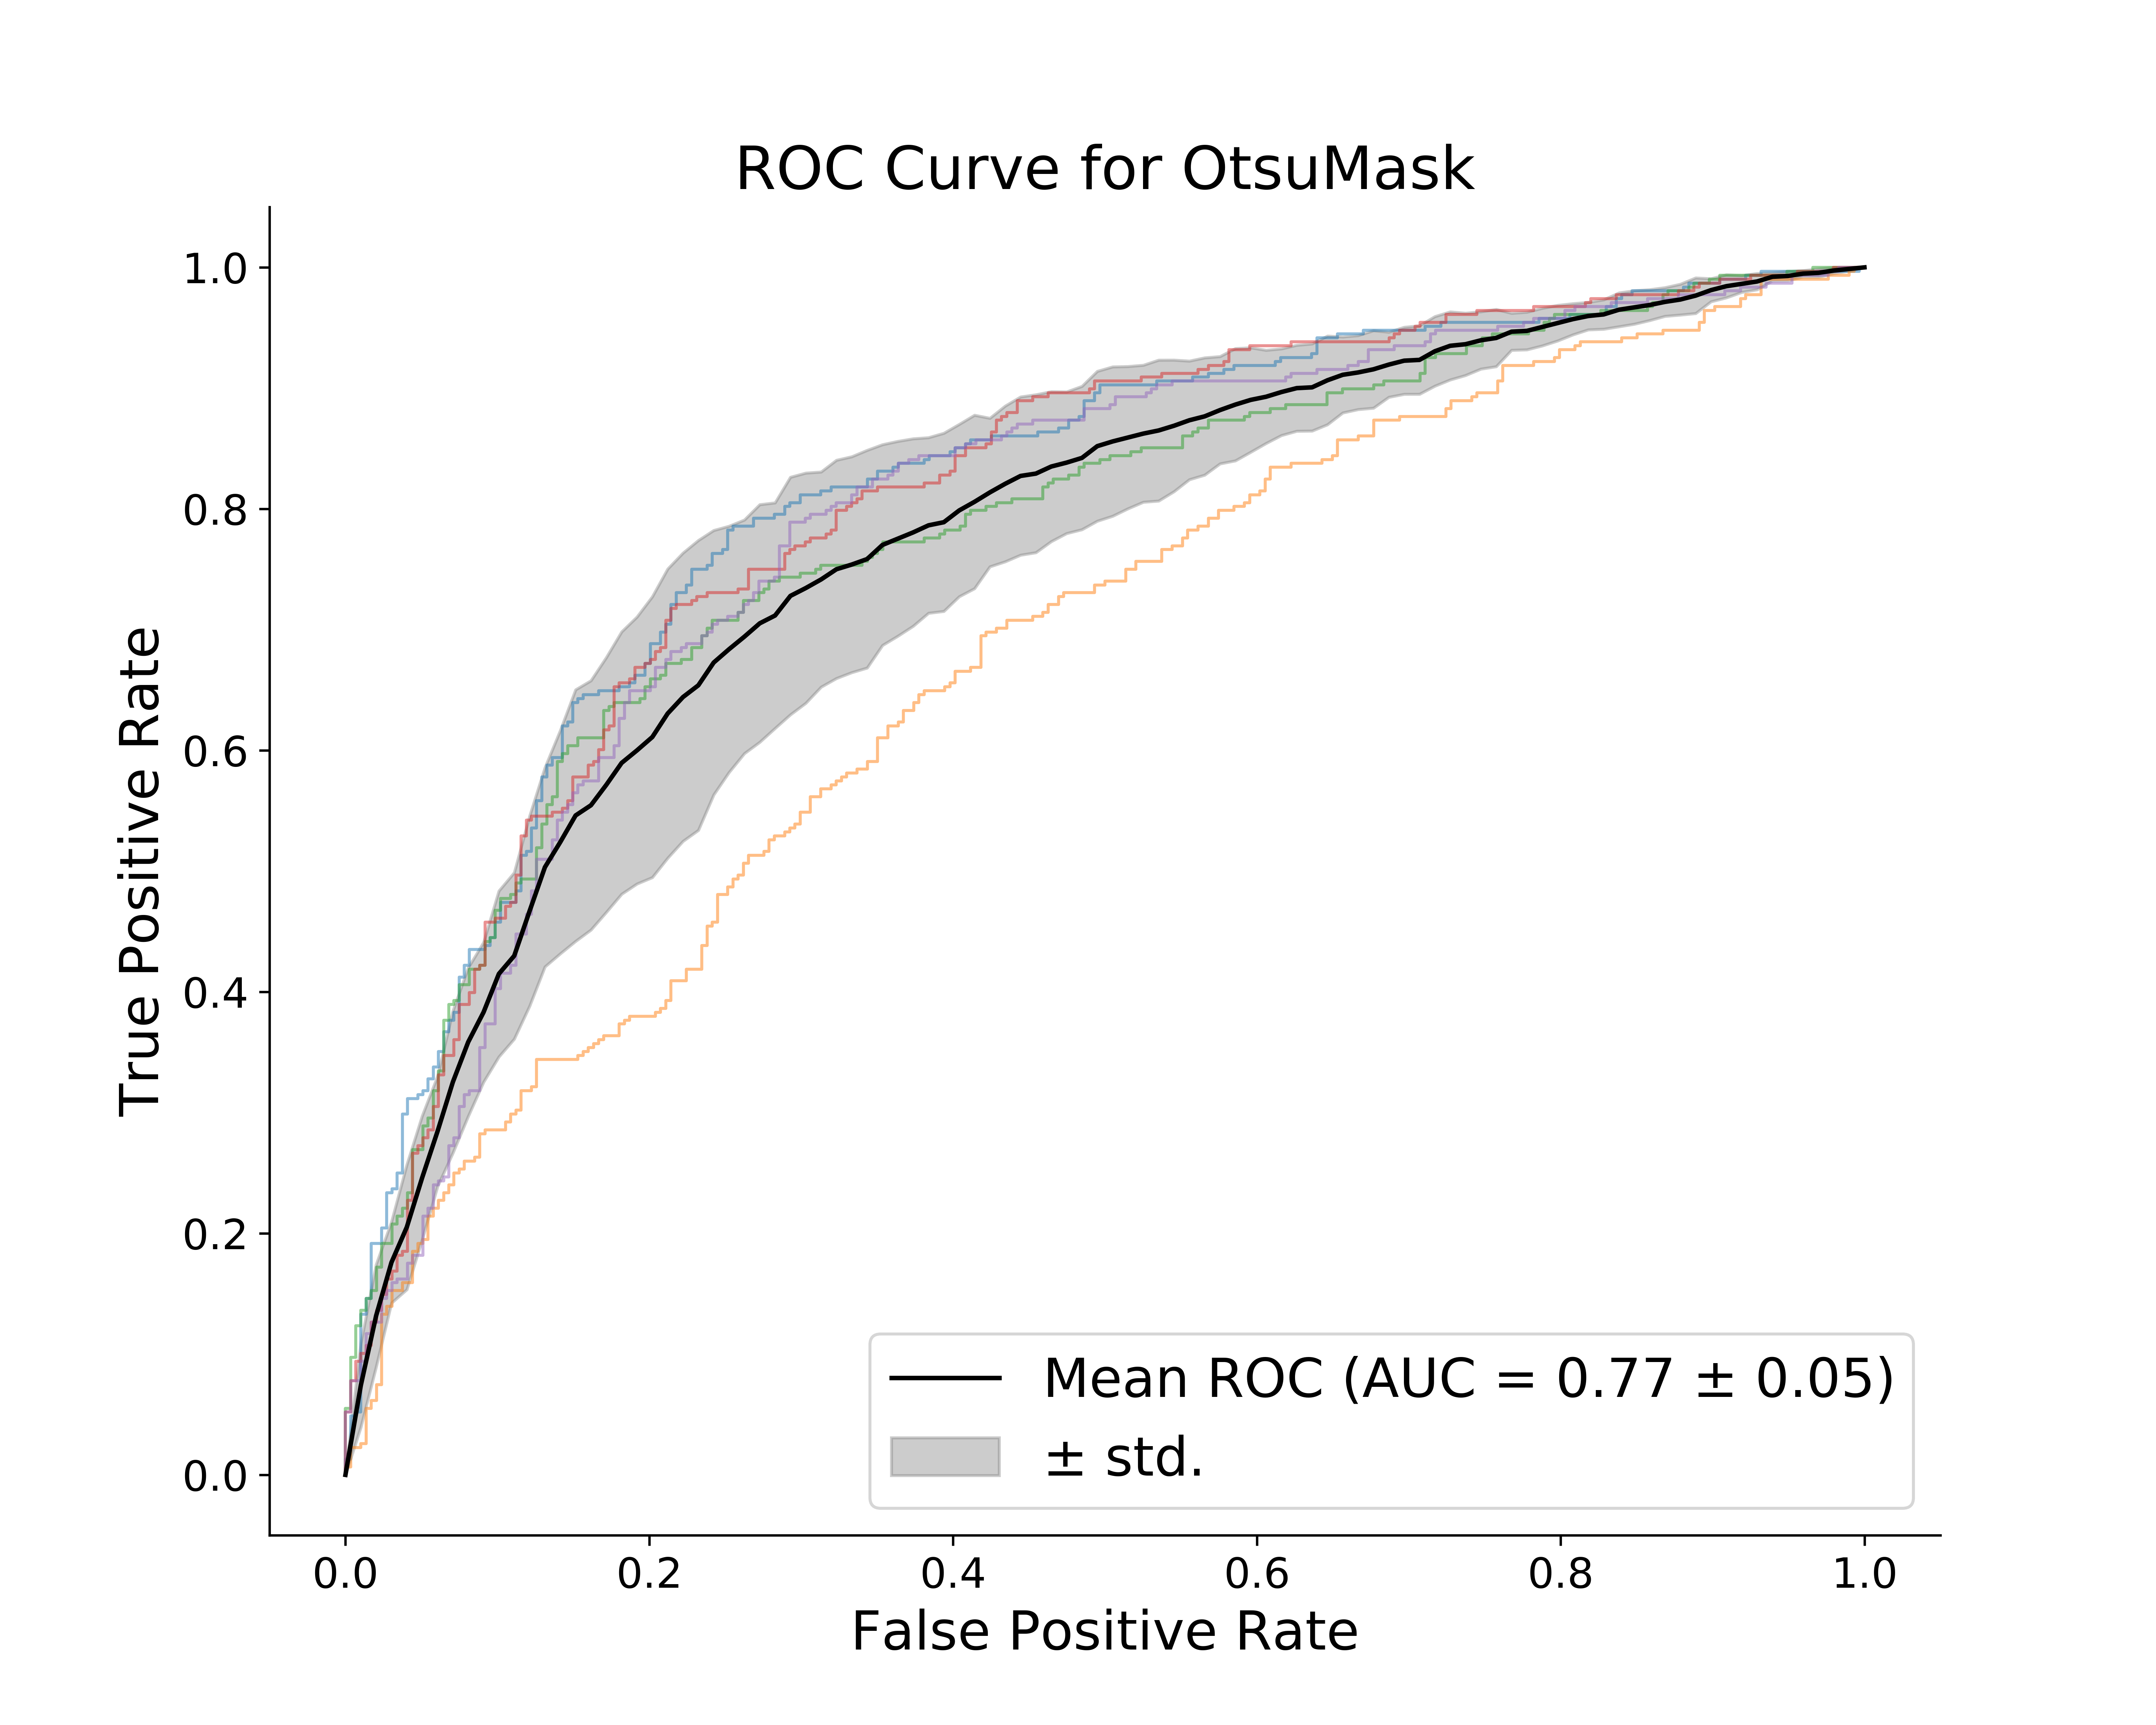 ROC Curve for OtsuMask
1.0
0.8
0.6
0.4
0.2
0.0
True Positive Rate
Mean ROC (AUC = 0.77 ± 0.05)
± std.
0.0 0.2 0.4 0.6 0.8 1.0
False Positive Rate